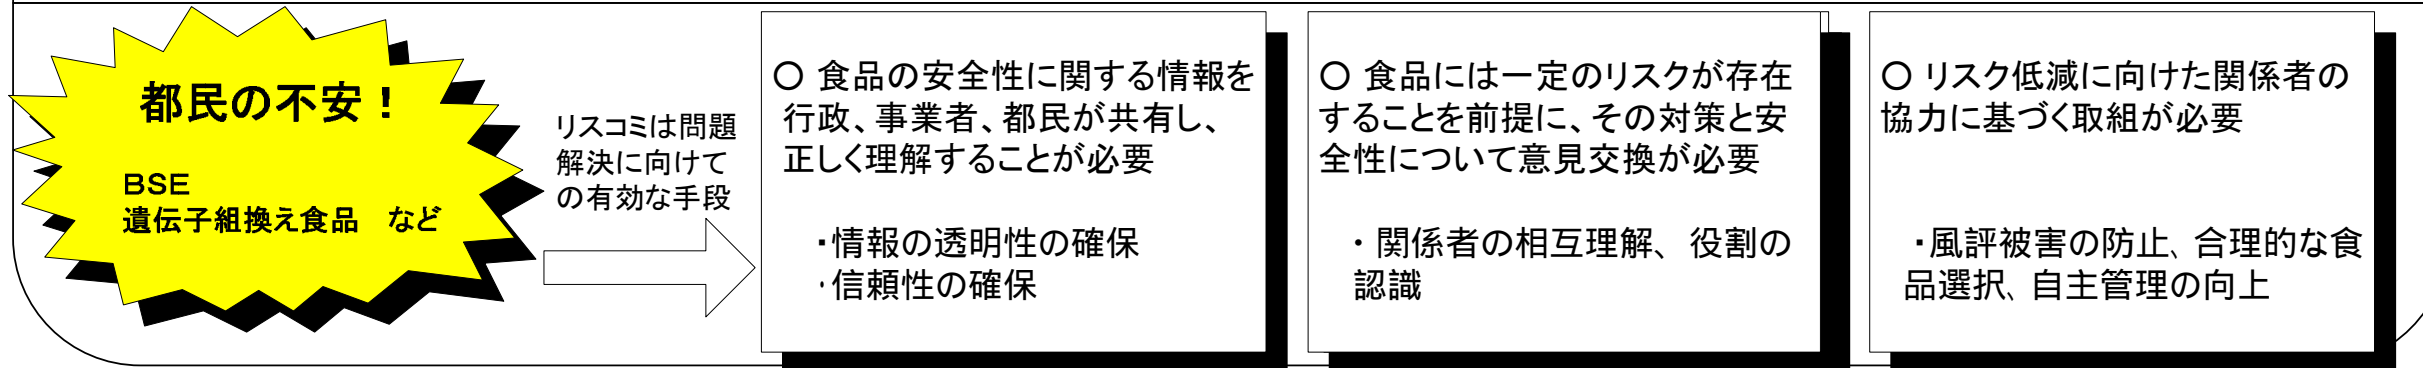 都民の不安！
BSE
遺伝子組換え食品　など
リスコミは問題
解決に向けて
の有効な手段
○ 食品の安全性に関する情報を
行政、事業者、都民が共有し、
正しく理解することが必要
・情報の透明性の確保
・信頼性の確保
○ 食品には一定のリスクが存在
することを前提に、その対策と安
全性について意見交換が必要
・ 関係者の相互理解、役割の
認識
○ リスク低減に向けた関係者の
協力に基づく取組が必要
・風評被害の防止、合理的な食
品選択、自主管理の向上